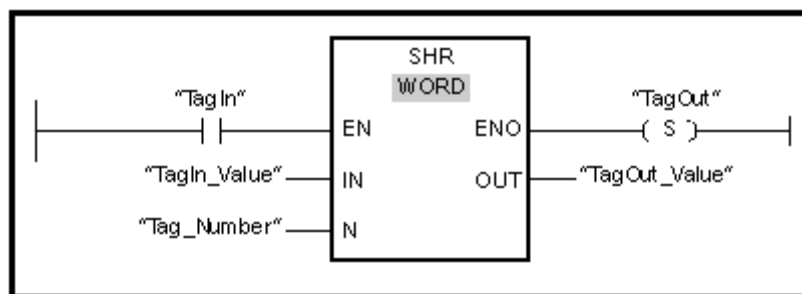 SHR
WORD
"TagIn"
"TagOut"
EN
ENO
( S )
"TagIn_Value"
IN
OUT
"TagOut_Value"
"Tag_Number"
N